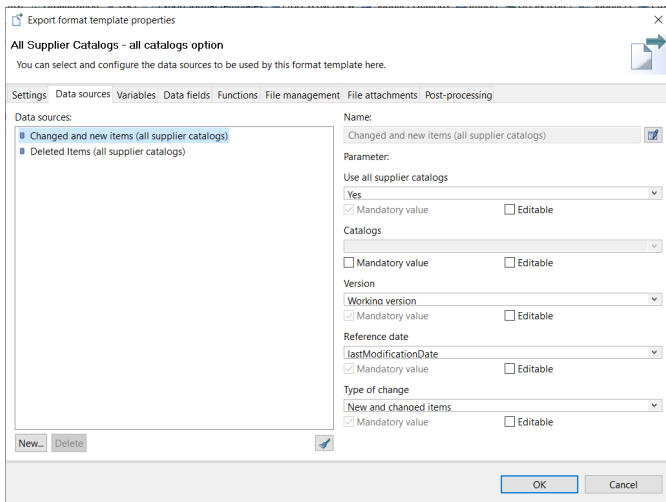 Export format template properties
All Supplier Catalogs - all catalogs option
You can select and configure the data sources to be used by this format template here.
Settings Data sources Variables Data fields Functions File management File attachments Post-processing
Data sources:
Changed and new items (all supplier catalogs)
Deleted Items (all supplier catalogs)
New... Delete
Name:
Changed and new items (all supplier catalogs)
Parameter:
Use all supplier catalogs
Yes
Mandatory value Editable
Catalogs
Mandatory value Editable
Version
Working version
Mandatory value Editable
Reference date
lastModificationDate
Mandatory value Editable
Type of change
New and changed items
Mandatory value Editable
OK Cancel